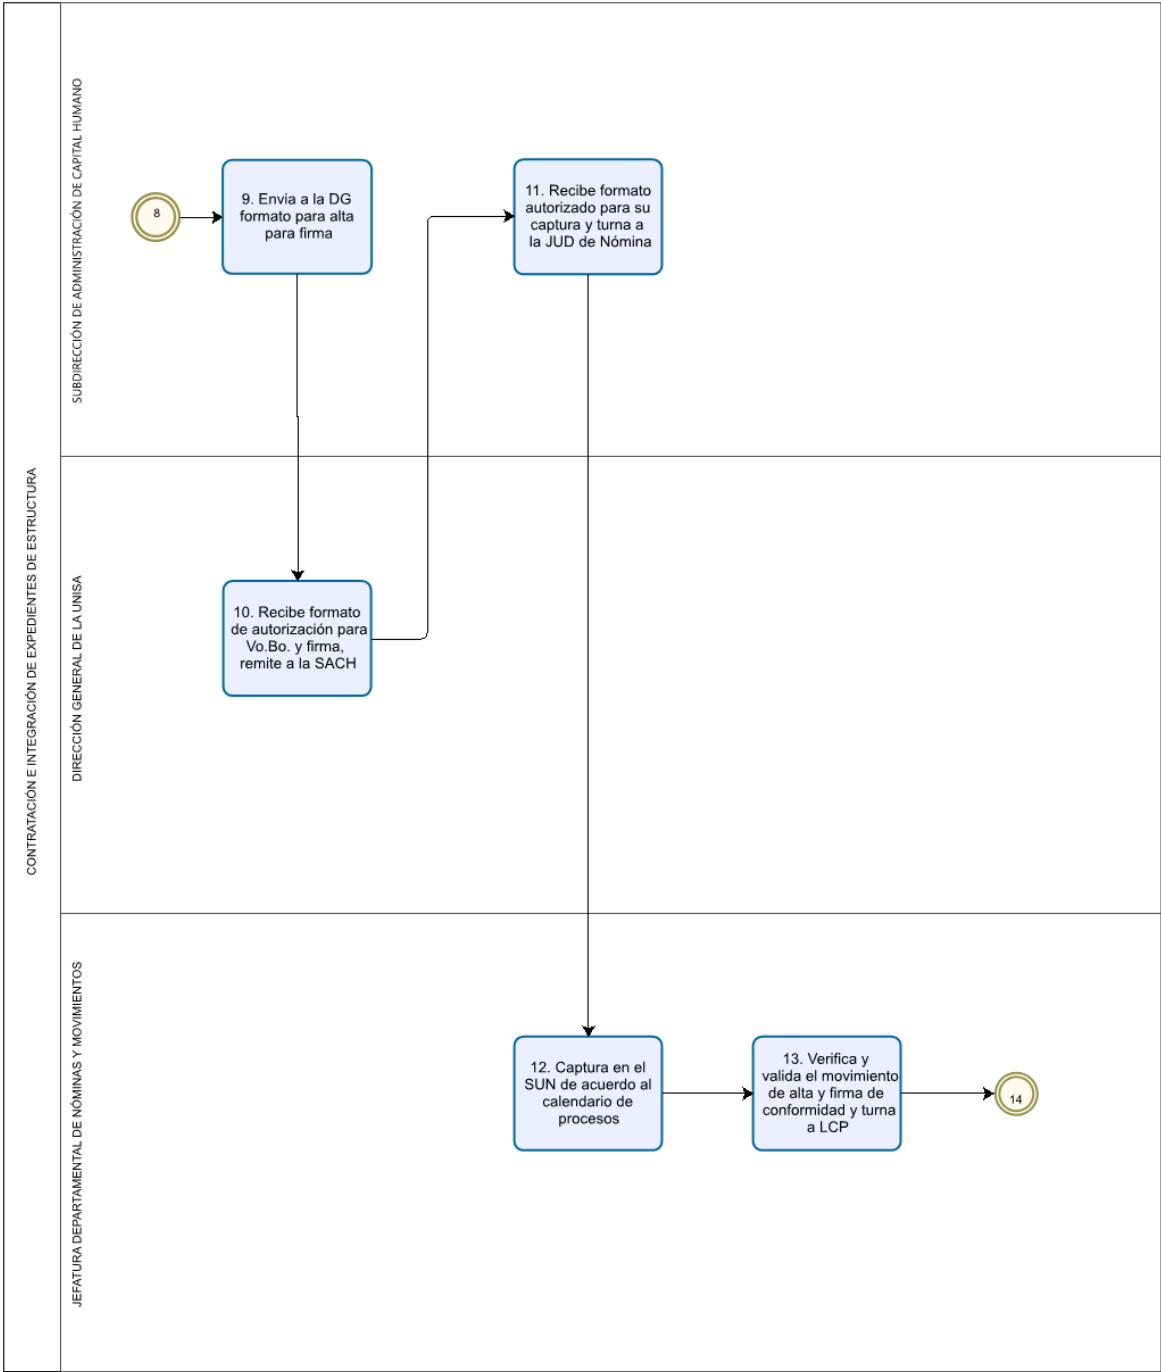 CONTRATACIÓN E INTEGRACIÓN DE EXPEDIENTES DE ESTRUCTURA
SUBDIRECCIÓN DE ADMINISTRACIÓN DE CAPITAL HUMANO
8
9. Envia a la DG
formato para alta
para firma
11. Recibe formato
autorizado para su
captura y turna a
la JUD de Nómina
DIRECCIÓN GENERAL DE LA UNISA
10. Recibe formato
de autorización para
Vo.Bo. y firma,
remite a la SACH
JEFATURA DEPARTAMENTAL DE NÓMINAS Y MOVIMIENTOS
12. Captura en el
SUN de acuerdo al
calendario de
procesos
13. Verifica y
valida el movimiento
de alta y firma de
conformidad y turna
a LCP
14